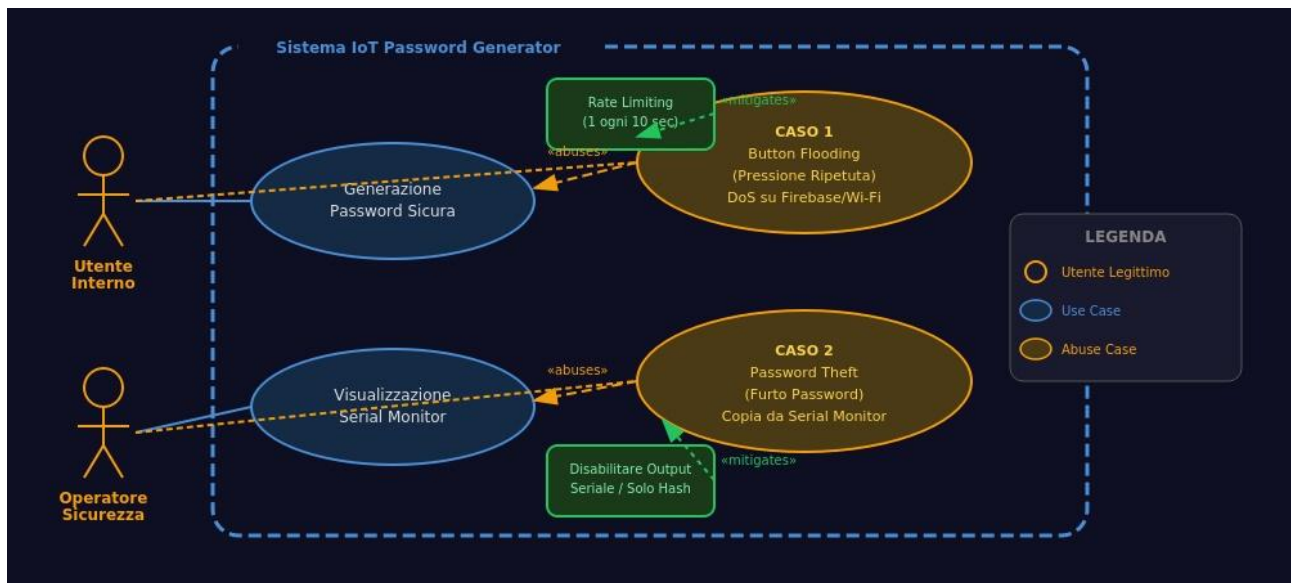 Sistema IoT Password Generator
Rate Limiting
(1 ogni 10 sec)
«mitigates»
CASO 1
Button Flooding
(Pressione Ripetuta)
DoS su Firebase/Wi-Fi
«abuses»
Generazione
Password Sicura
Utente
Interno
LEGENDA
Utente Legittimo
Use Case
Abuse Case
CASO 2
Password Theft
(Furto Password)
Copia da Serial Monitor
«abuses»
Visualizzazione
Serial Monitor
Disabilitare Output
Seriale / Solo Hash
«mitigates»
Operatore
Sicurezza